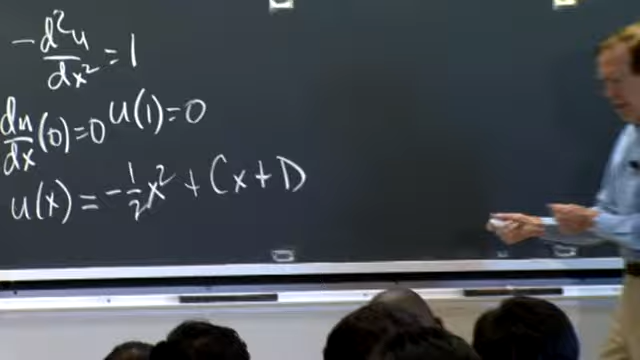 -d²u/dx² = 1
du/dx (0) = 0 u(1) = 0
u(x) = -1/2 x² + Cx + D